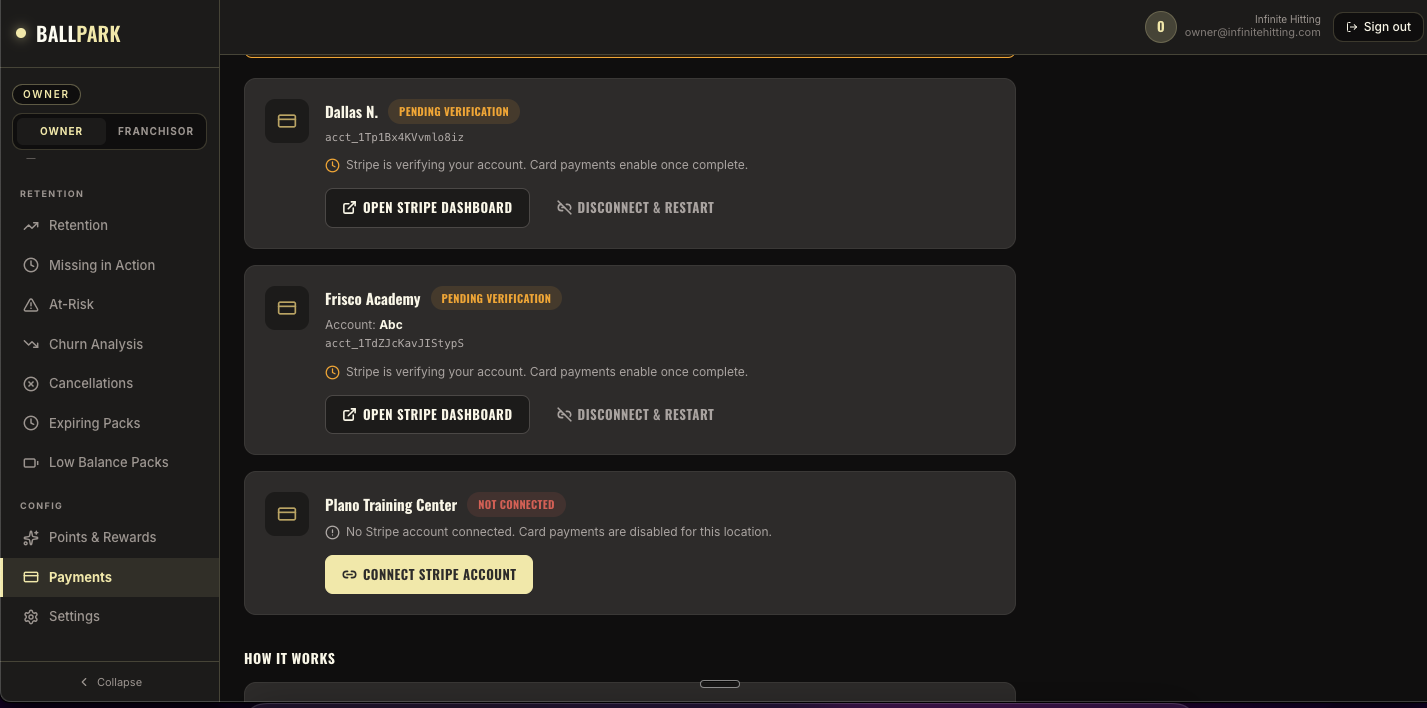 BALLPARK
0
Infinite Hitting
owner@infinitehitting.com
Sign out
OWNER
OWNER
FRANCHISOR
RETENTION
Retention
Missing in Action
At-Risk
Churn Analysis
Cancellations
Expiring Packs
Low Balance Packs
CONFIG
Points & Rewards
Payments
Settings
Collapse
Dallas N.
PENDING VERIFICATION
acct_1Tp1Bx4KVvmlo8iz
Stripe is verifying your account. Card payments enable once complete.
OPEN STRIPE DASHBOARD
DISCONNECT & RESTART
Frisco Academy
PENDING VERIFICATION
Account: Abc
acct_1TdZJcKavJIStypS
Stripe is verifying your account. Card payments enable once complete.
OPEN STRIPE DASHBOARD
DISCONNECT & RESTART
Plano Training Center
NOT CONNECTED
No Stripe account connected. Card payments are disabled for this location.
CONNECT STRIPE ACCOUNT
HOW IT WORKS